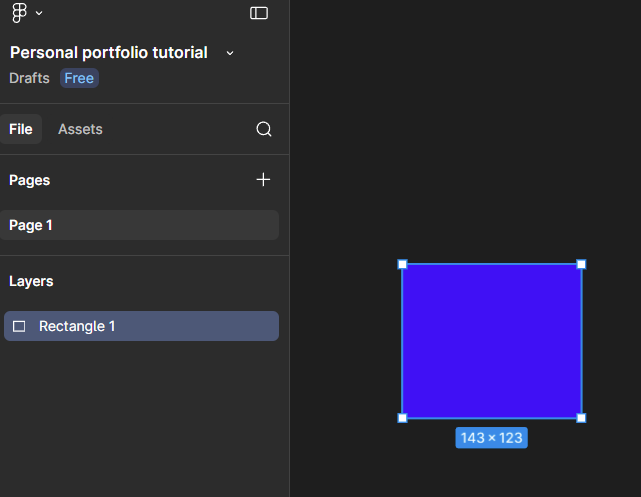 Personal portfolio tutorial
Drafts Free
File Assets
Pages
Page 1
Layers
Rectangle 1
143 × 123